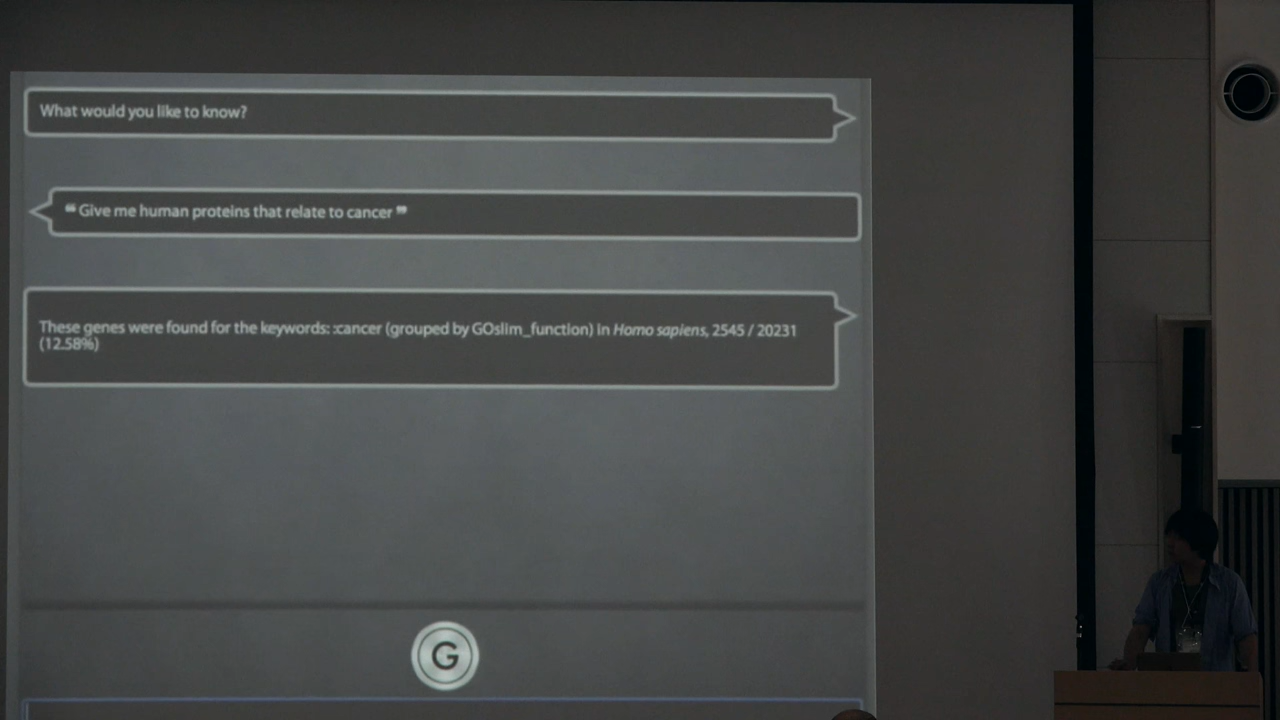 What would you like to know?
❝ Give me human proteins that relate to cancer ❞
These genes were found for the keywords: :cancer (grouped by GOslim_function) in Homo sapiens, 2545 / 20231
(12.58%)
G